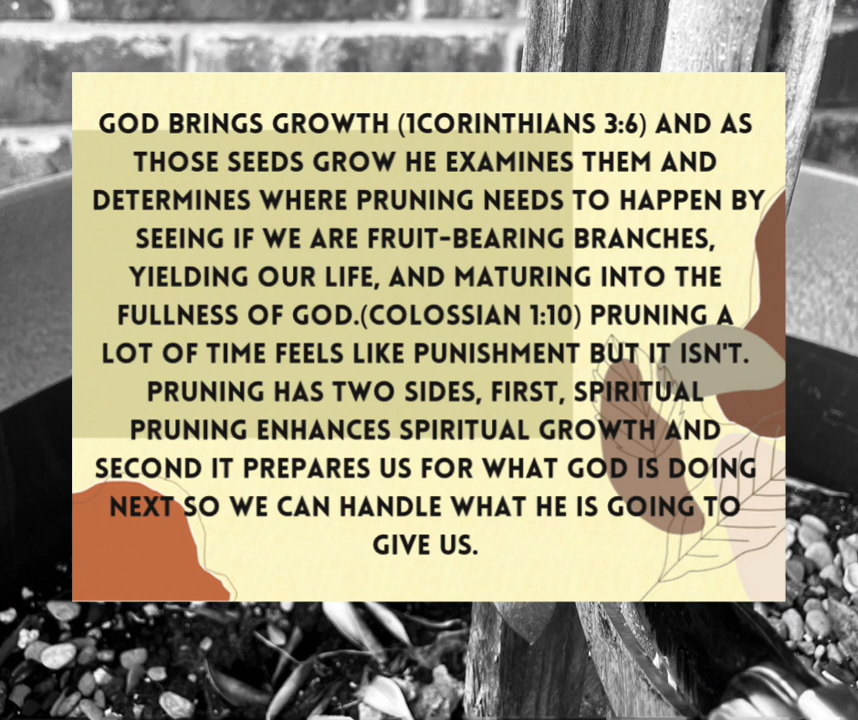 GOD BRINGS GROWTH (1CORINTHIANS 3:6) AND AS
THOSE SEEDS GROW HE EXAMINES THEM AND
DETERMINES WHERE PRUNING NEEDS TO HAPPEN BY
SEEING IF WE ARE FRUIT-BEARING BRANCHES,
YIELDING OUR LIFE, AND MATURING INTO THE
FULLNESS OF GOD.(COLOSSIAN 1:10) PRUNING A
LOT OF TIME FEELS LIKE PUNISHMENT BUT IT ISN'T.
PRUNING HAS TWO SIDES, FIRST, SPIRITUAL
PRUNING ENHANCES SPIRITUAL GROWTH AND
SECOND IT PREPARES US FOR WHAT GOD IS DOING
NEXT SO WE CAN HANDLE WHAT HE IS GOING TO
GIVE US.